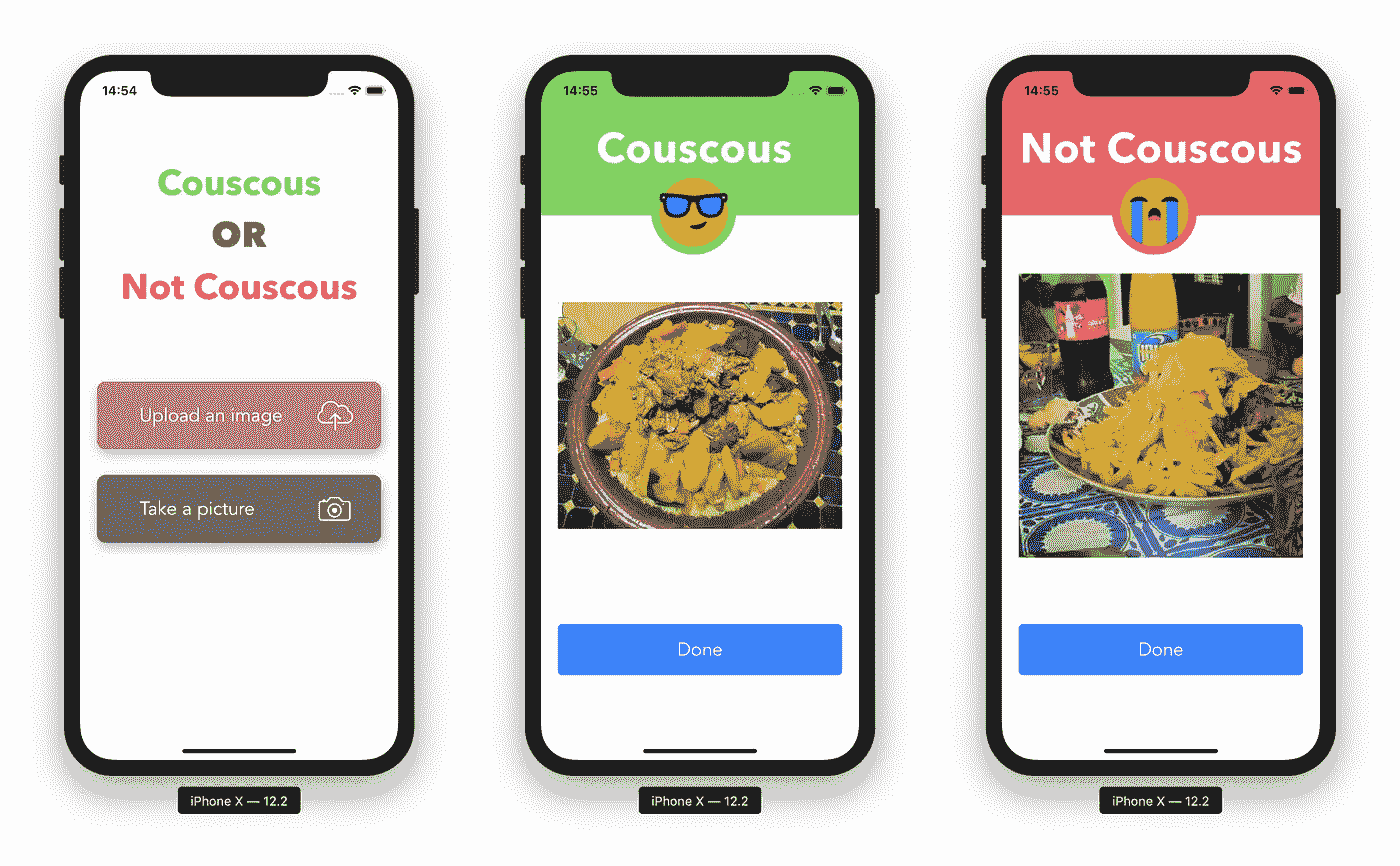 14:54
Couscous
OR
Not Couscous
Upload an image
Take a picture
iPhone X — 12.2
14:55
Couscous
Done
iPhone X — 12.2
14:55
Not Couscous
Done
iPhone X — 12.2